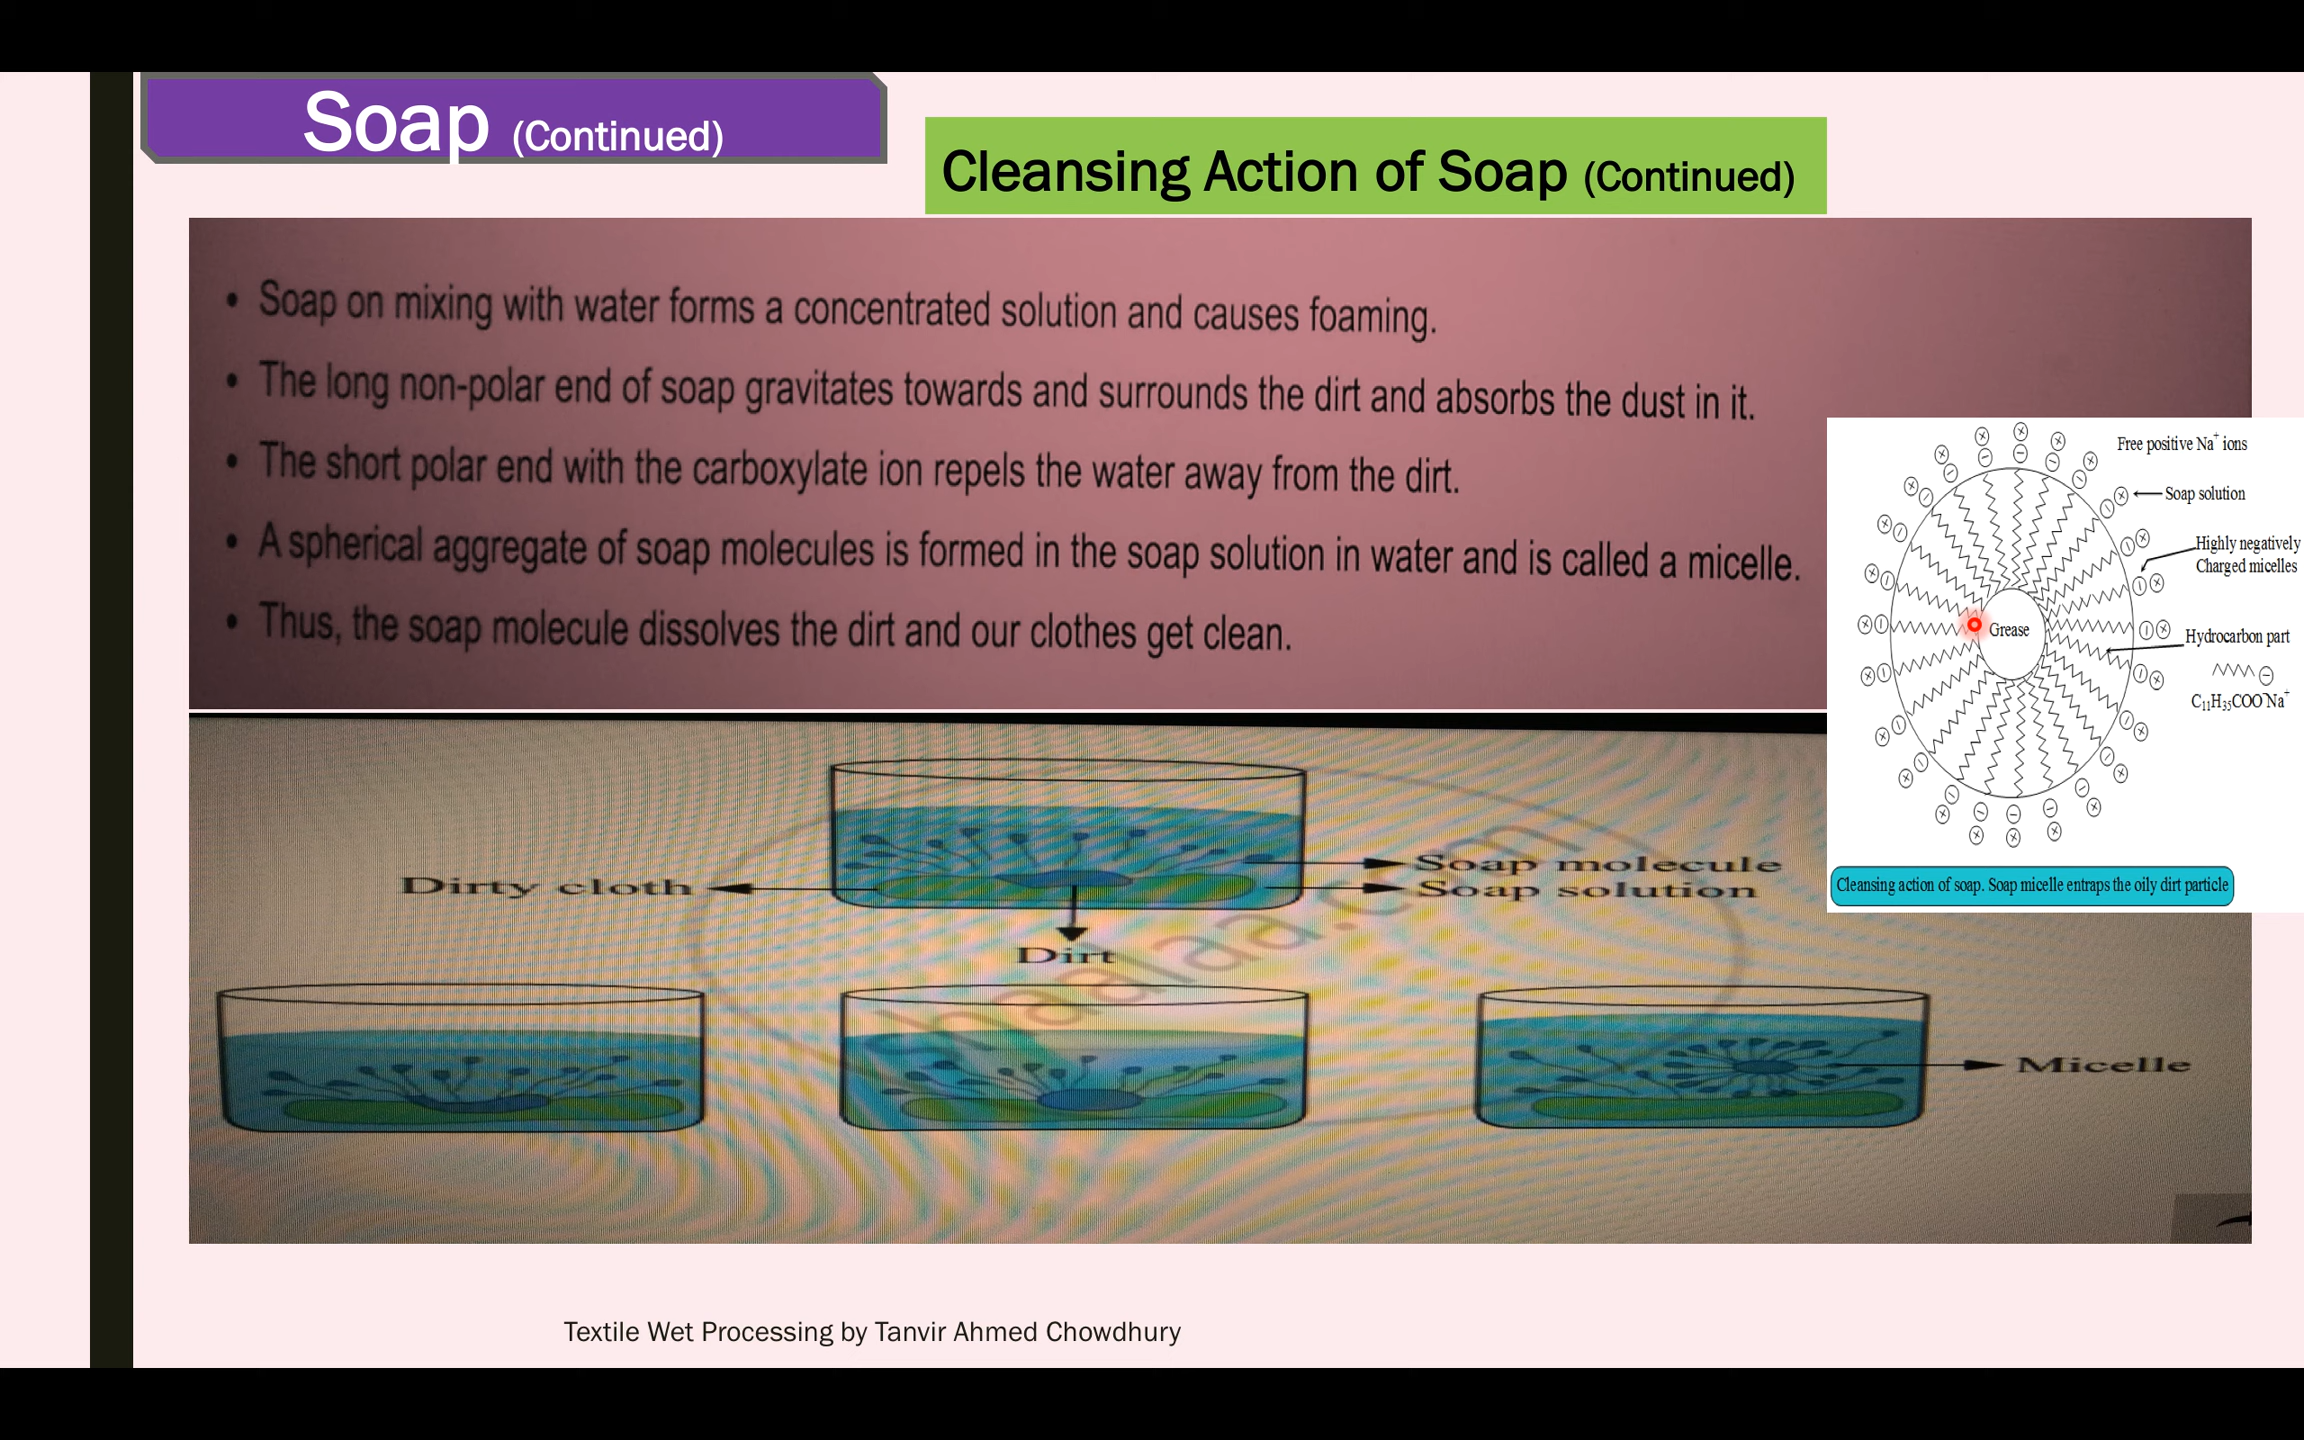 Soap (Continued)
Cleansing Action of Soap (Continued)
• Soap on mixing with water forms a concentrated solution and causes foaming.
• The long non-polar end of soap gravitates towards and surrounds the dirt and absorbs the dust in it.
• The short polar end with the carboxylate ion repels the water away from the dirt.
• A spherical aggregate of soap molecules is formed in the soap solution in water and is called a micelle.
• Thus, the soap molecule dissolves the dirt and our clothes get clean.
Free positive Na⁺ ions
Soap solution
Highly negatively
Charged micelles
Grease
Hydrocarbon part
C₁₁H₃₅COO⁻Na⁺
Cleansing action of soap. Soap micelle entraps the oily dirt particle
Soap molecule
Dirty cloth
Soap solution
Dirt
Micelle
shaalaa.com
Textile Wet Processing by Tanvir Ahmed Chowdhury